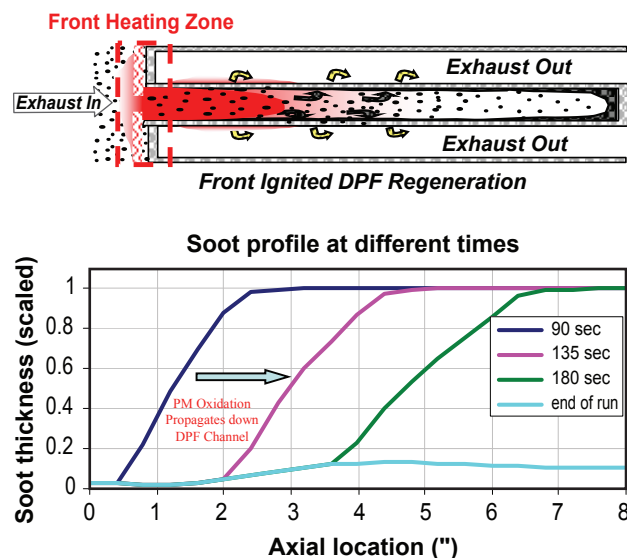 Front Heating Zone
Exhaust In
Exhaust Out
Exhaust Out
Front Ignited DPF Regeneration
Soot profile at different times
Soot thickness (scaled)
1
0.8
0.6
0.4
0.2
0
90 sec
135 sec
180 sec
end of run
PM Oxidation
Propagates down
DPF Channel
0 1 2 3 4 5 6 7 8
Axial location (")